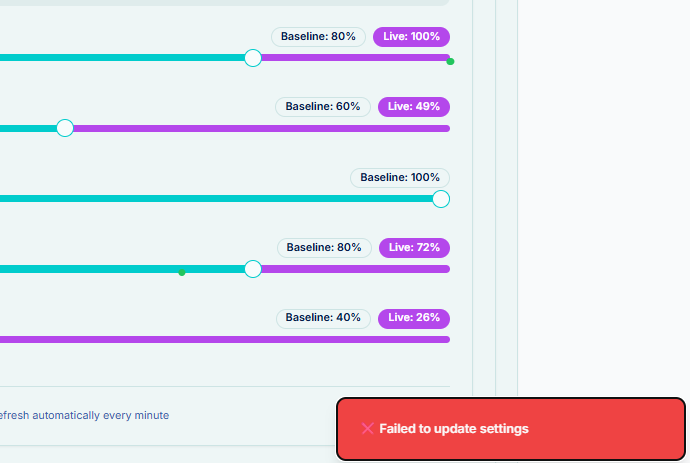 Baseline: 80% Live: 100%
Baseline: 60% Live: 49%
Baseline: 100%
Baseline: 80% Live: 72%
Baseline: 40% Live: 26%
efresh automatically every minute
Failed to update settings